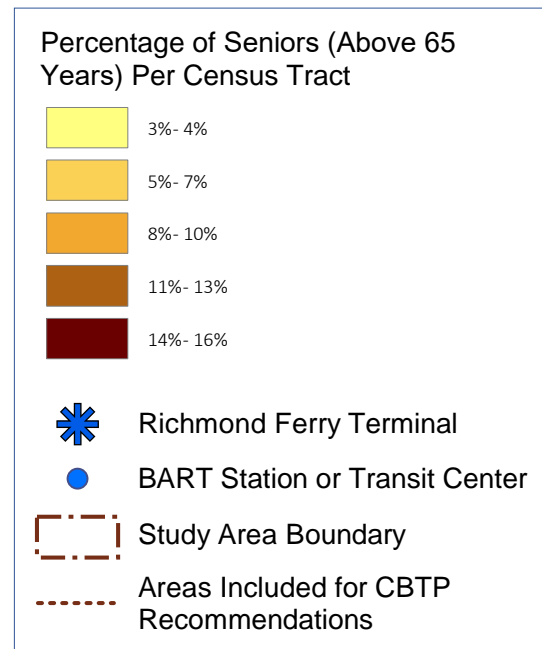 Percentage of Seniors (Above 65
Years) Per Census Tract
3%- 4%
5%- 7%
8%- 10%
11%- 13%
14%- 16%
Richmond Ferry Terminal
BART Station or Transit Center
Study Area Boundary
Areas Included for CBTP
Recommendations